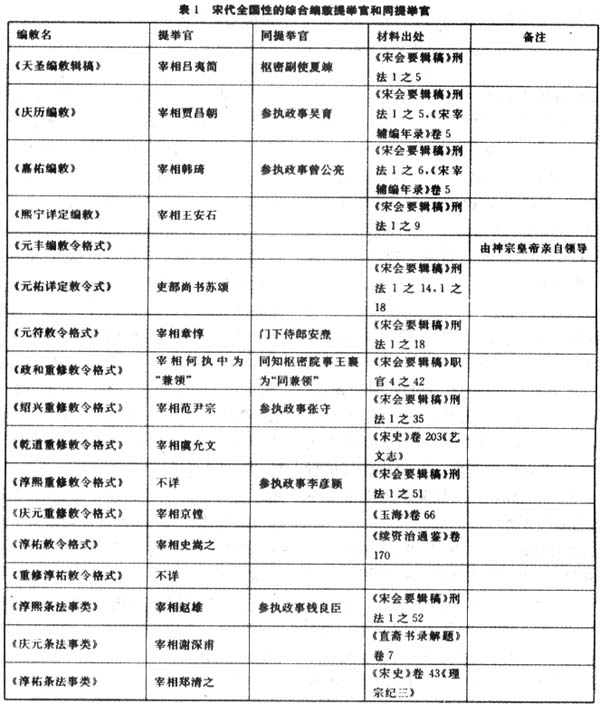 表 1　宋代全国性的综合编敕提举官和同提举官
编敕名　提举官　同提举官　材料出处　备注
《天圣编敕辑稿》　宰相吕夷简　枢密副使夏竦　《宋会要辑稿》刑
法 1 之 5
《庆历编敕》　宰相贾昌朝　参执政事吴育　《宋会要辑稿》刑
法 1 之 5,《宋宰
辅编年录》卷 5
《嘉祐编敕》　宰相韩琦　参执政事曾公亮　《宋会要辑稿》刑
法 1 之 6,《宋宰
辅编年录》卷 5
《熙宁详定编敕》　宰相王安石　《宋会要辑稿》刑
法 1 之 9
《元丰编敕令格式》　由神宗皇帝亲自领导
《元祐详定敕令式》　吏部尚书苏颂　《宋会要辑稿》刑
法 1 之 14,1 之
18
《元符敕令格式》　宰相章惇　门下侍郎安焘　《宋会要辑稿》刑
法 1 之 18
《政和重修敕令格式》　宰相何执中为　同知枢密院事王襄　《宋会要辑稿》职
“兼领”　为“同兼领”　官 4 之 42
《绍兴重修敕令格式》　宰相范尹宗　参执政事张守　《宋会要辑稿》刑
法 1 之 35
《乾道重修敕令格式》　宰相虞允文　《宋史》卷 203《艺
文志》
《淳熙重修敕令格式》　不详　参执政事李彦颖　《宋会要辑稿》刑
法 1 之 51
《庆元重修敕令格式》　宰相京镗　《玉海》卷 66
《淳祐敕令格式》　宰相史嵩之　《续资治通鉴》卷
170
《重修淳祐敕令格式》　不详
《淳熙条法事类》　宰相赵雄　参执政事钱良臣　《宋会要辑稿》刑
法 1 之 52
《庆元条法事类》　宰相谢深甫　《直斋书录解题》
卷 7
《淳祐条法事类》　宰相郑清之　《宋史》卷 43《理
宗纪三》